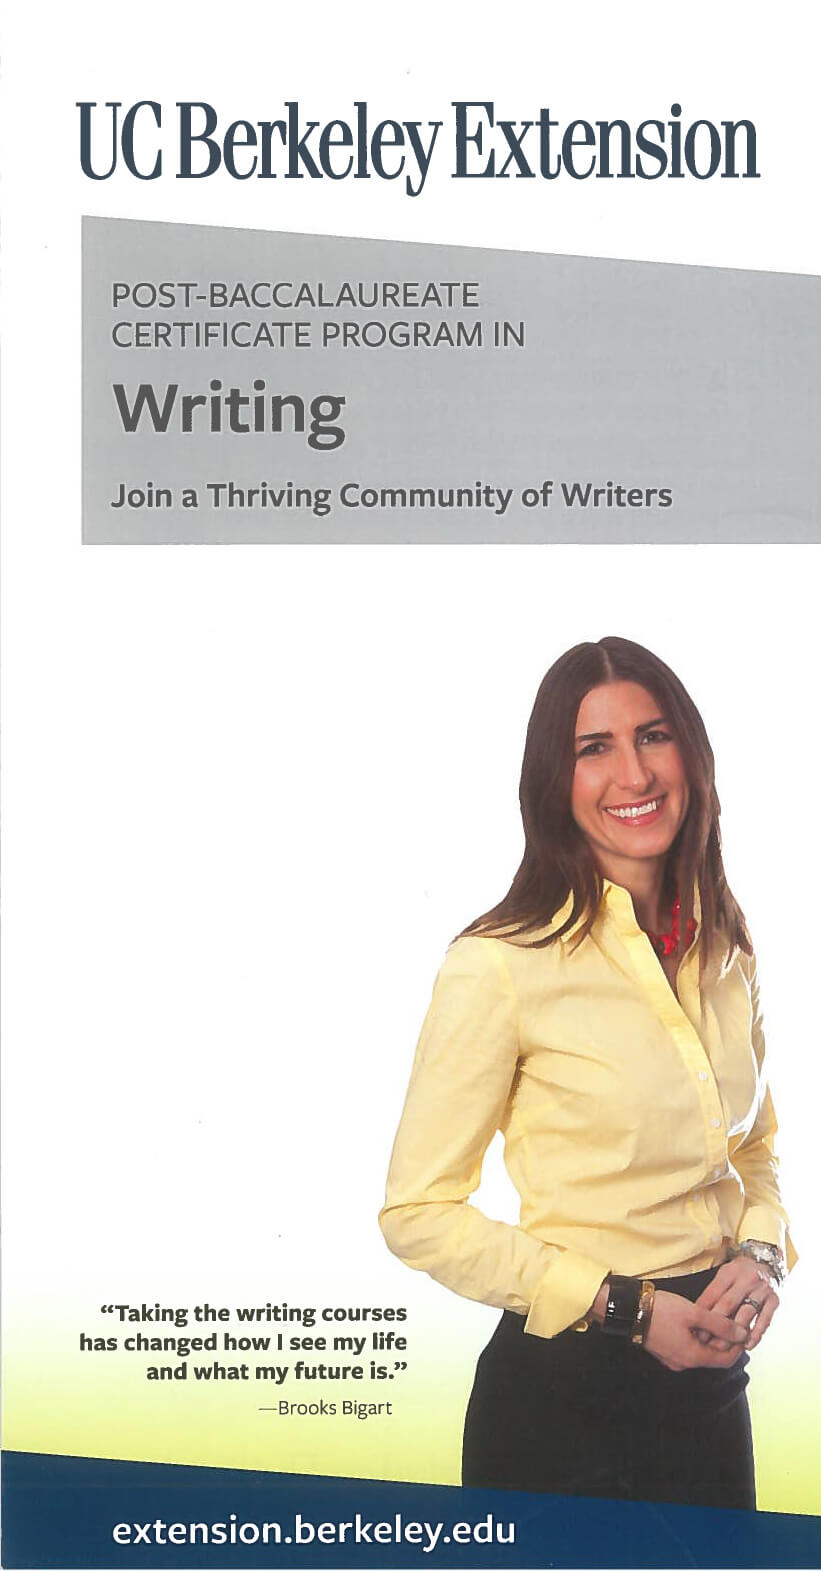 UC Berkeley Extension
POST-BACCALAUREATE
CERTIFICATE PROGRAM IN
Writing
Join a Thriving Community of Writers
“Taking the writing courses
has changed how I see my life
and what my future is.”
—Brooks Bigart
extension.berkeley.edu